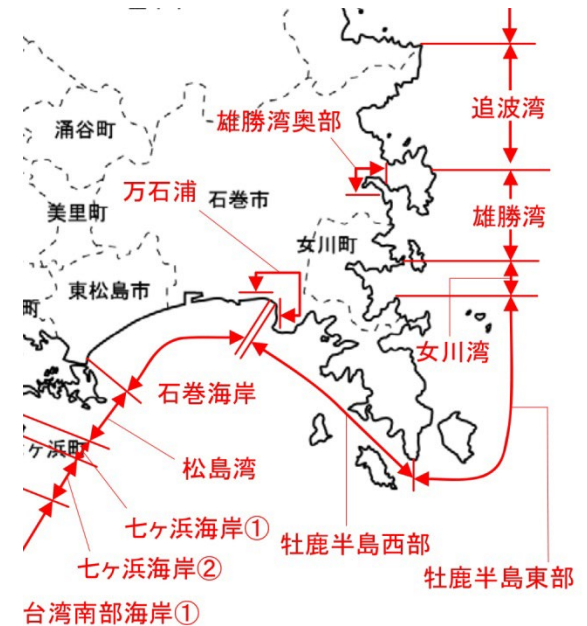 追波湾
雄勝湾奥部
涌谷町
万石浦
石巻市
美里町
雄勝湾
女川町
東松島市
町
女川湾
石巻海岸
ヶ浜町
松島湾
七ヶ浜海岸①
牡鹿半島西部
七ヶ浜海岸②
牡鹿半島東部
台湾南部海岸①